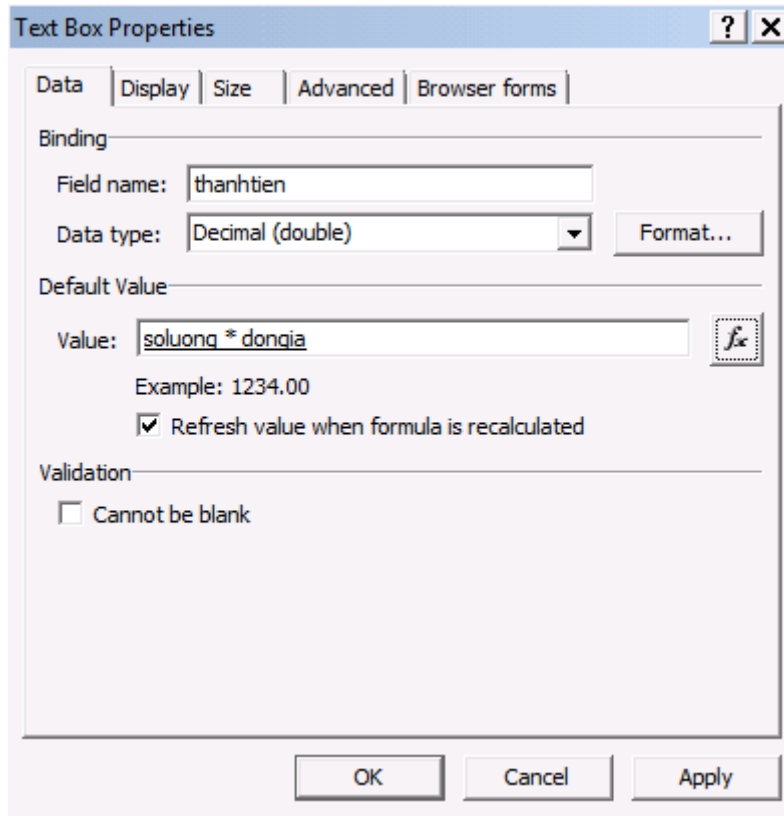 Text Box Properties
Data Display Size Advanced Browser forms
Binding
Field name: thanhtien
Data type: Decimal (double) Format...
Default Value
Value: soluong * dongia fx
Example: 1234.00
Refresh value when formula is recalculated
Validation
Cannot be blank
OK Cancel Apply